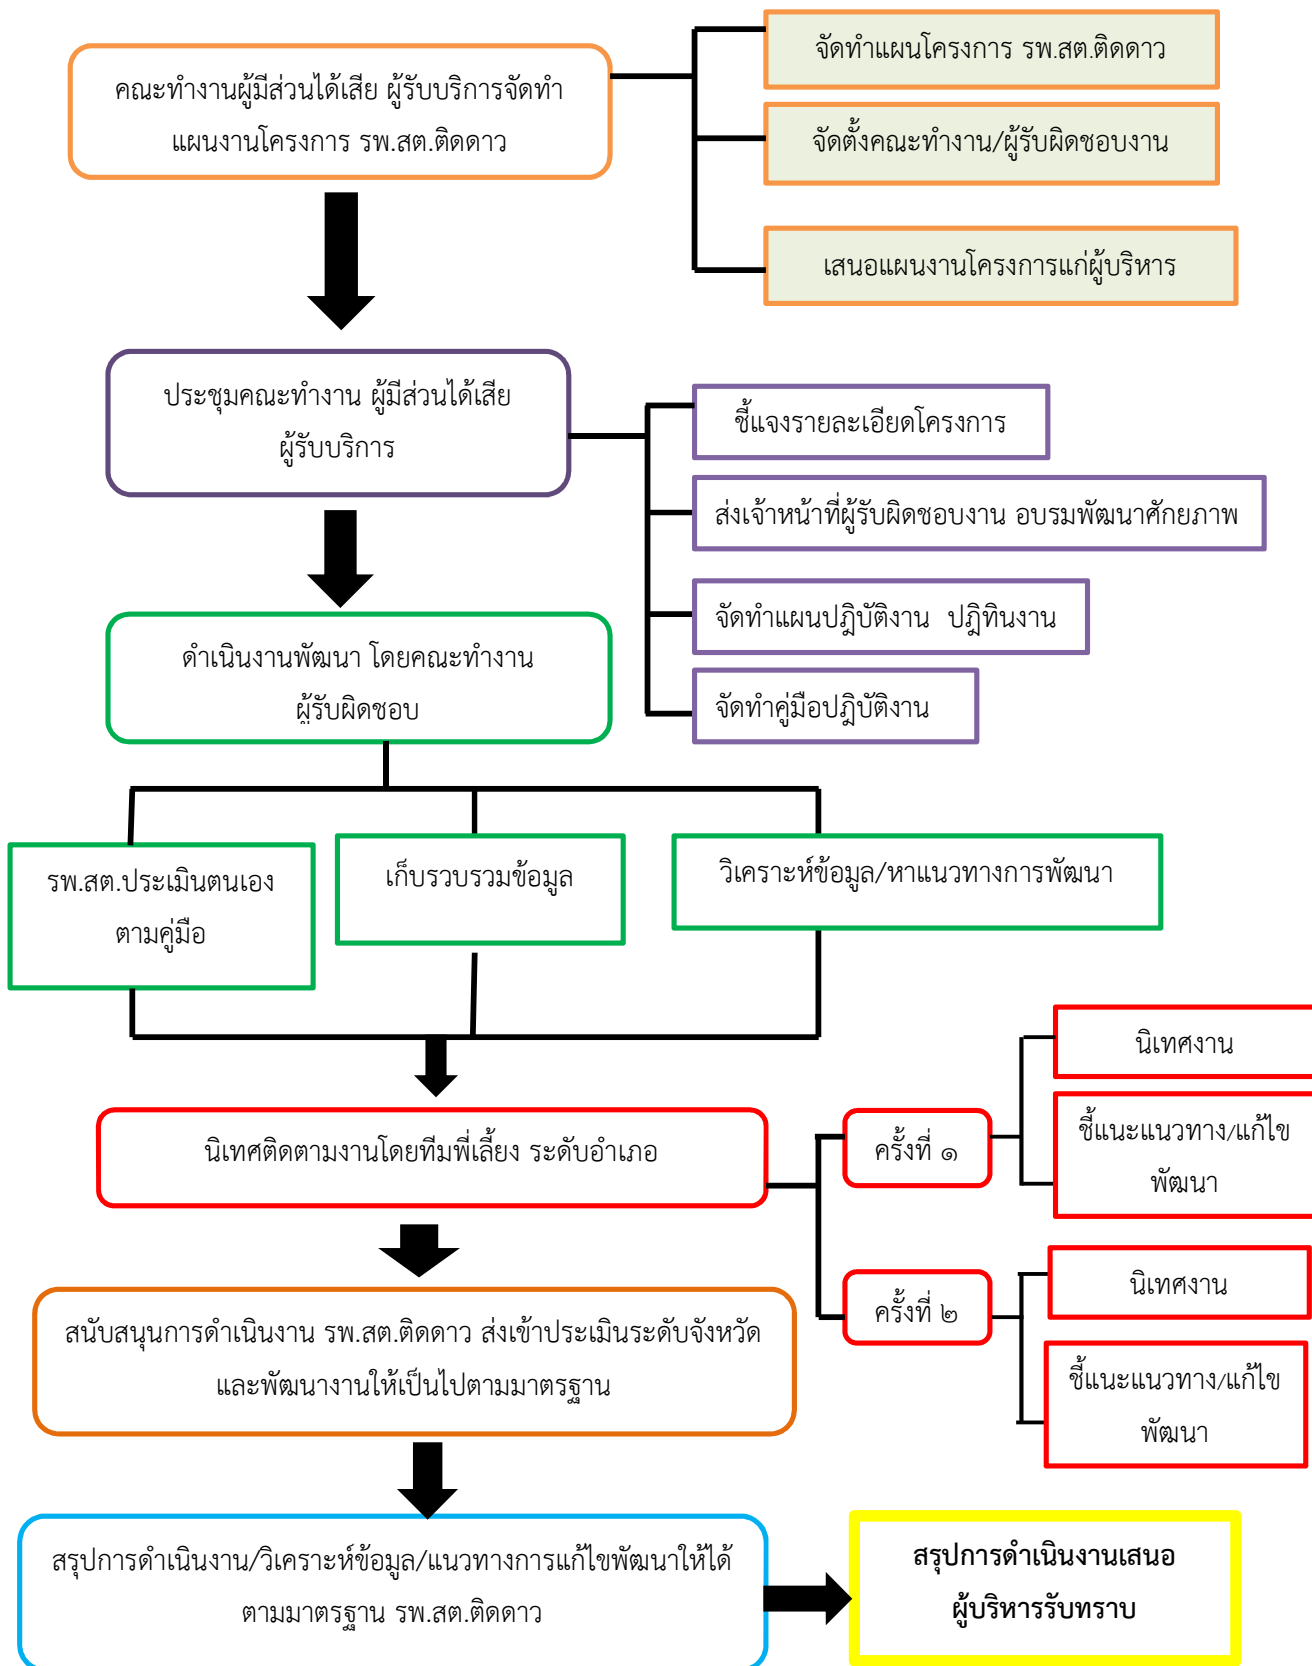 คณะทำงานผู้มีส่วนได้เสีย ผู้รับบริการจัดทำ
แผนงานโครงการ รพ.สต.ติดดาว
จัดทำแผนโครงการ รพ.สต.ติดดาว
จัดตั้งคณะทำงาน/ผู้รับผิดชอบงาน
เสนอแผนงานโครงการแก่ผู้บริหาร
ประชุมคณะทำงาน ผู้มีส่วนได้เสีย
ผู้รับบริการ
ชี้แจงรายละเอียดโครงการ
ส่งเจ้าหน้าที่ผู้รับผิดชอบงาน อบรมพัฒนาศักยภาพ
จัดทำแผนปฎิบัติงาน ปฎิทินงาน
จัดทำคู่มือปฎิบัติงาน
ดำเนินงานพัฒนา โดยคณะทำงาน
ผู้รับผิดชอบ
รพ.สต.ประเมินตนเอง
ตามคู่มือ
เก็บรวบรวมข้อมูล
วิเคราะห์ข้อมูล/หาแนวทางการพัฒนา
นิเทศติดตามงานโดยทีมพี่เลี้ยง ระดับอำเภอ
ครั้งที่ ๑
นิเทศงาน
ชี้แนะแนวทาง/แก้ไข
พัฒนา
ครั้งที่ ๒
นิเทศงาน
ชี้แนะแนวทาง/แก้ไข
พัฒนา
สนับสนุนการดำเนินงาน รพ.สต.ติดดาว ส่งเข้าประเมินระดับจังหวัด
และพัฒนางานให้เป็นไปตามมาตรฐาน
สรุปการดำเนินงาน/วิเคราะห์ข้อมูล/แนวทางการแก้ไขพัฒนาให้ได้
ตามมาตรฐาน รพ.สต.ติดดาว
สรุปการดำเนินงานเสนอ
ผู้บริหารรับทราบ